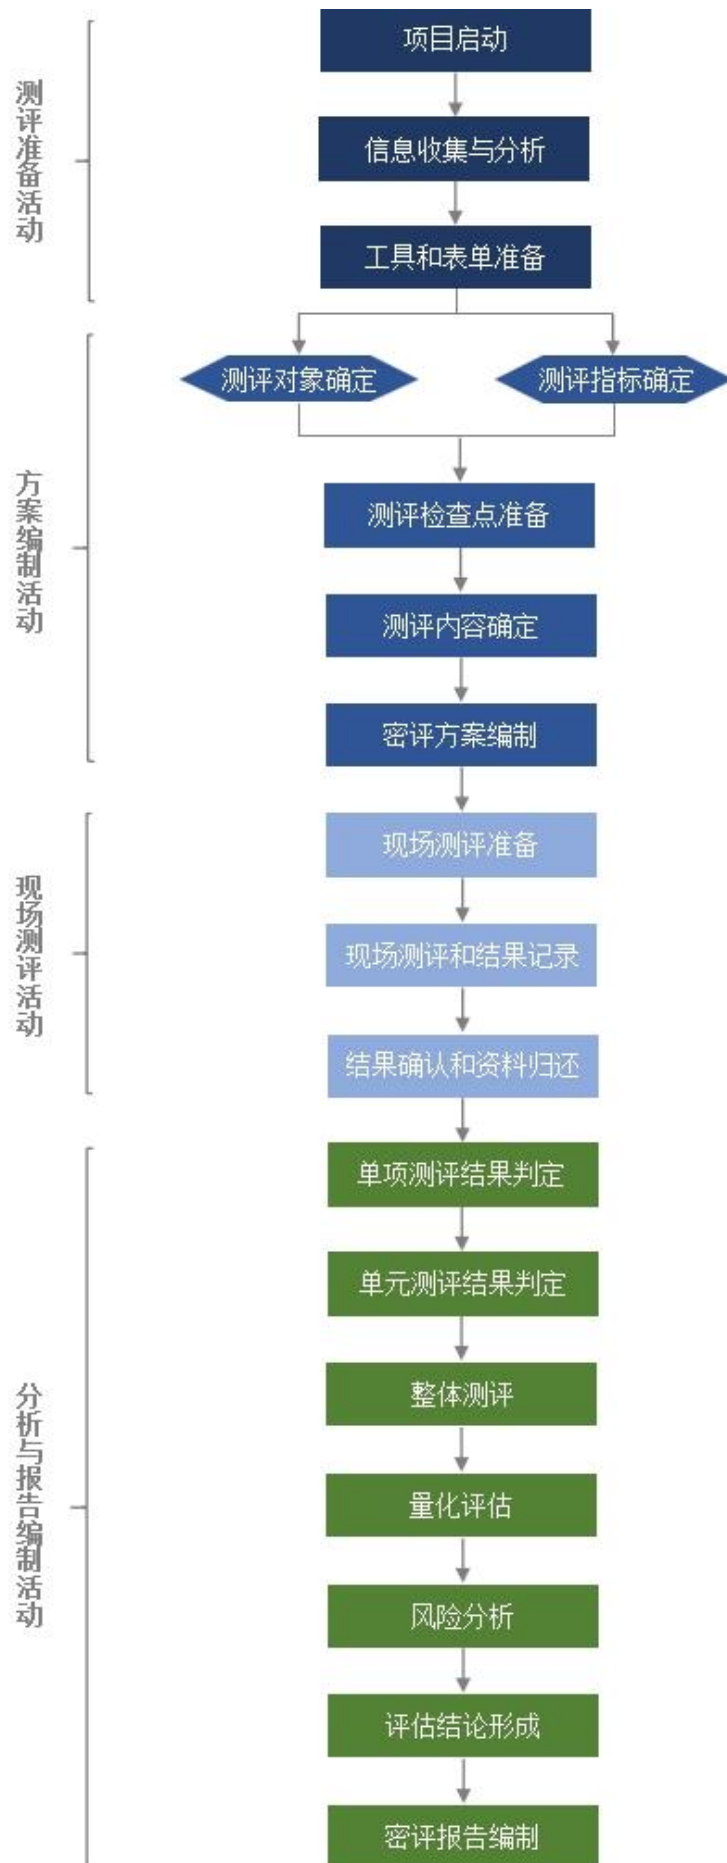 测评准备活动
项目启动
信息收集与分析
工具和表单准备
方案编制活动
测评对象确定
测评指标确定
测评检查点准备
测评内容确定
密评方案编制
现场测评活动
现场测评准备
现场测评和结果记录
结果确认和资料归还
分析与报告编制活动
单项测评结果判定
单元测评结果判定
整体测评
量化评估
风险分析
评估结论形成
密评报告编制